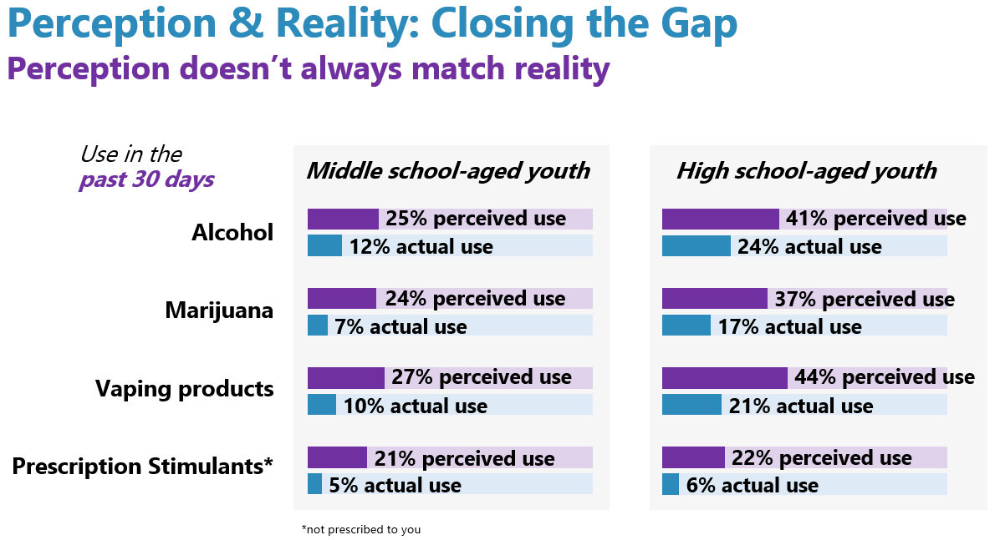 Perception & Reality: Closing the Gap
Perception doesn’t always match reality
Use in the
past 30 days
Middle school-aged youth
High school-aged youth
Alcohol
25% perceived use
12% actual use
41% perceived use
24% actual use
Marijuana
24% perceived use
7% actual use
37% perceived use
17% actual use
Vaping products
27% perceived use
10% actual use
44% perceived use
21% actual use
Prescription Stimulants*
21% perceived use
5% actual use
22% perceived use
6% actual use
*not prescribed to you